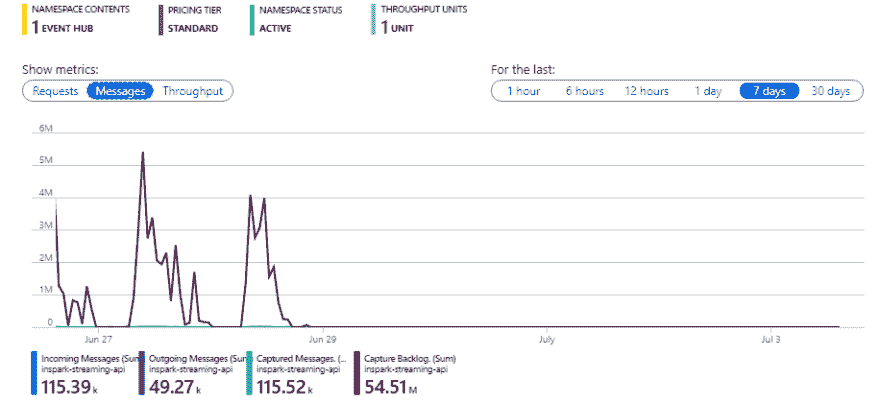 NAMESPACE CONTENTS
1 EVENT HUB
PRICING TIER
STANDARD
NAMESPACE STATUS
ACTIVE
THROUGHPUT UNITS
1 UNIT
Show metrics:
Requests Messages Throughput
For the last:
1 hour 6 hours 12 hours 1 day 7 days 30 days
6M
5M
4M
3M
2M
1M
0
Jun 27 Jun 29 July Jul 3
Incoming Messages (Sum)
inspark-streaming-api
115.39 k
Outgoing Messages (Sum)
inspark-streaming-api
49.27 k
Captured Messages. (...
inspark-streaming-api
115.52 k
Capture Backlog. (Sum)
inspark-streaming-api
54.51 M